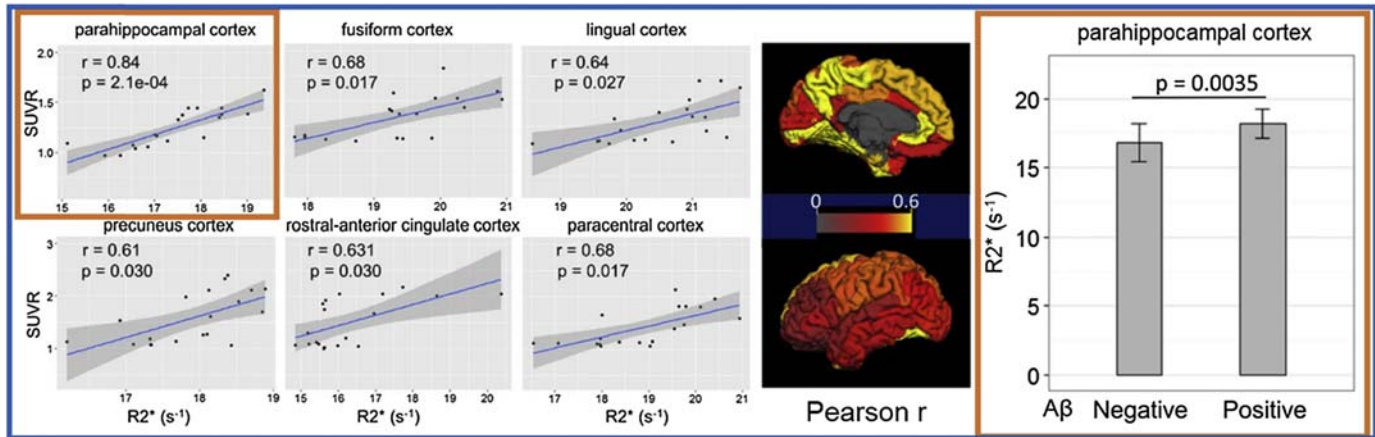 parahippocampal cortex
r = 0.84
p = 2.1e-04
SUVR
2.0
1.5
1.0
15 16 17 18 19
fusiform cortex
r = 0.68
p = 0.017
18 19 20 21
lingual cortex
r = 0.64
p = 0.027
19 20 21
precuneus cortex
r = 0.61
p = 0.030
SUVR
3
2
1
17 18 19
R2* (s⁻¹)
rostral-anterior cingulate cortex
r = 0.631
p = 0.030
15 16 17 18 19 20
R2* (s⁻¹)
paracentral cortex
r = 0.68
p = 0.017
17 18 19 20 21
R2* (s⁻¹)
0 0.6
Pearson r
parahippocampal cortex
p = 0.0035
R2* (s⁻¹)
20
15
10
5
0
Aβ Negative Positive